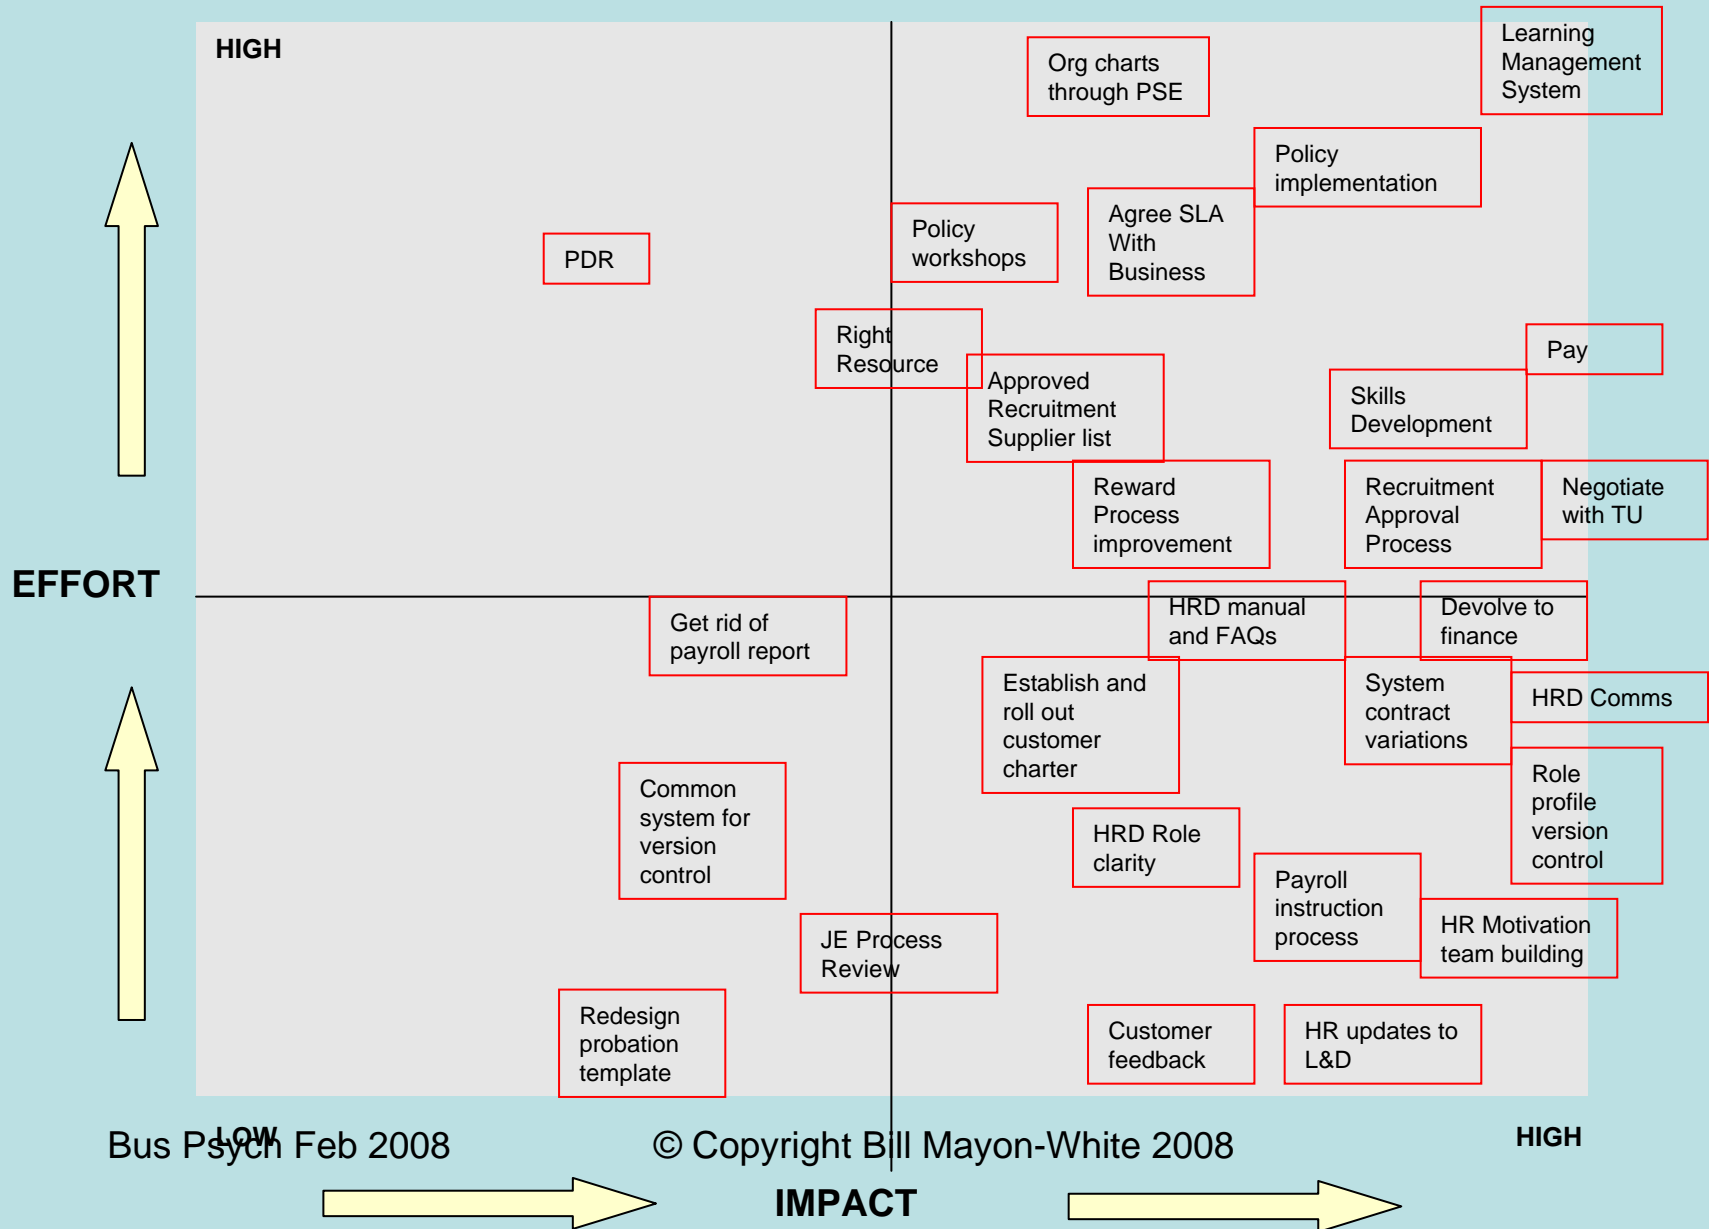 HIGH
Learning
Management
System
Org charts
through PSE
Policy
implementation
Agree SLA
With
Business
Policy
workshops
PDR
Right
Resource
Pay
Approved
Recruitment
Supplier list
Skills
Development
Reward
Process
improvement
Recruitment
Approval
Process
Negotiate
with TU
EFFORT
Get rid of
payroll report
HRD manual
and FAQs
Devolve to
finance
Establish and
roll out
customer
charter
System
contract
variations
HRD Comms
Common
system for
version
control
Role
profile
version
control
HRD Role
clarity
Payroll
instruction
process
JE Process
Review
HR Motivation
team building
Redesign
probation
template
Customer
feedback
HR updates to
L&D
LOW
HIGH
Bus Psych Feb 2008
© Copyright Bill Mayon-White 2008
IMPACT